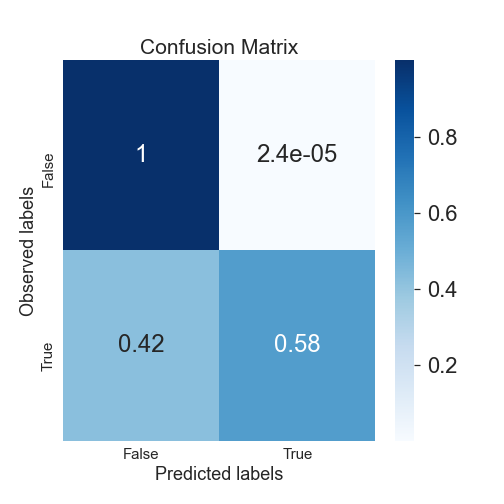 Confusion Matrix
Observed labels
False
1
2.4e-05
True
0.42
0.58
False
True
Predicted labels
0.8
0.6
0.4
0.2